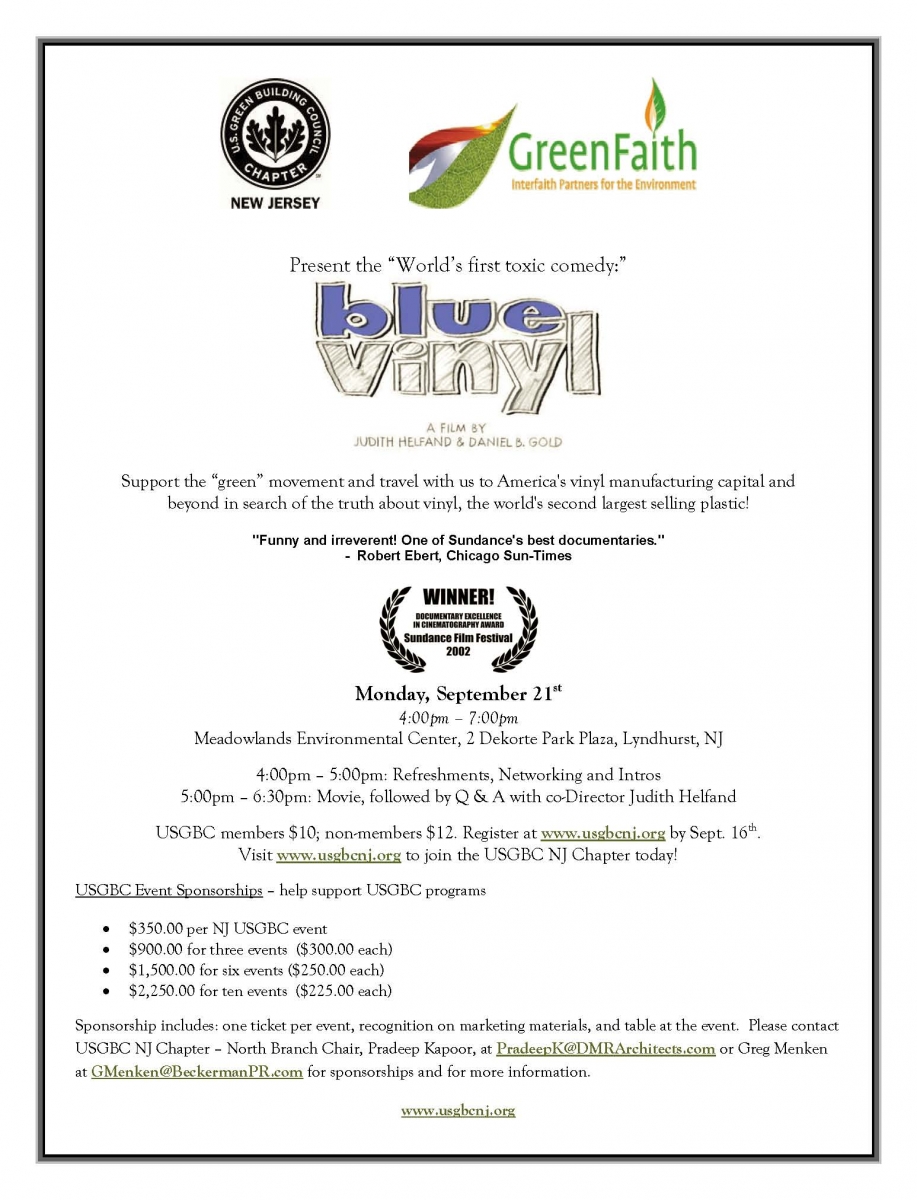 U.S. GREEN BUILDING COUNCIL
CHAPTER
NEW JERSEY
GreenFaith
Interfaith Partners for the Environment
Present the “World’s first toxic comedy:”
blue
vinyl
A FILM BY
JUDITH HELFAND & DANIEL B. GOLD
Support the “green” movement and travel with us to America's vinyl manufacturing capital and
beyond in search of the truth about vinyl, the world's second largest selling plastic!
"Funny and irreverent! One of Sundance's best documentaries."
- Robert Ebert, Chicago Sun-Times
WINNER!
DOCUMENTARY EXCELLENCE
IN CINEMATOGRAPHY AWARD
Sundance Film Festival
2002
Monday, September 21st
4:00pm – 7:00pm
Meadowlands Environmental Center, 2 Dekorte Park Plaza, Lyndhurst, NJ
4:00pm – 5:00pm: Refreshments, Networking and Intros
5:00pm – 6:30pm: Movie, followed by Q & A with co-Director Judith Helfand
USGBC members $10; non-members $12. Register at www.usgbcnj.org by Sept. 16th.
Visit www.usgbcnj.org to join the USGBC NJ Chapter today!
USGBC Event Sponsorships – help support USGBC programs
• $350.00 per NJ USGBC event
• $900.00 for three events ($300.00 each)
• $1,500.00 for six events ($250.00 each)
• $2,250.00 for ten events ($225.00 each)
Sponsorship includes: one ticket per event, recognition on marketing materials, and table at the event. Please contact
USGBC NJ Chapter – North Branch Chair, Pradeep Kapoor, at PradeepK@DMRArchitects.com or Greg Menken
at GMenken@BeckermanPR.com for sponsorships and for more information.
www.usgbcnj.org